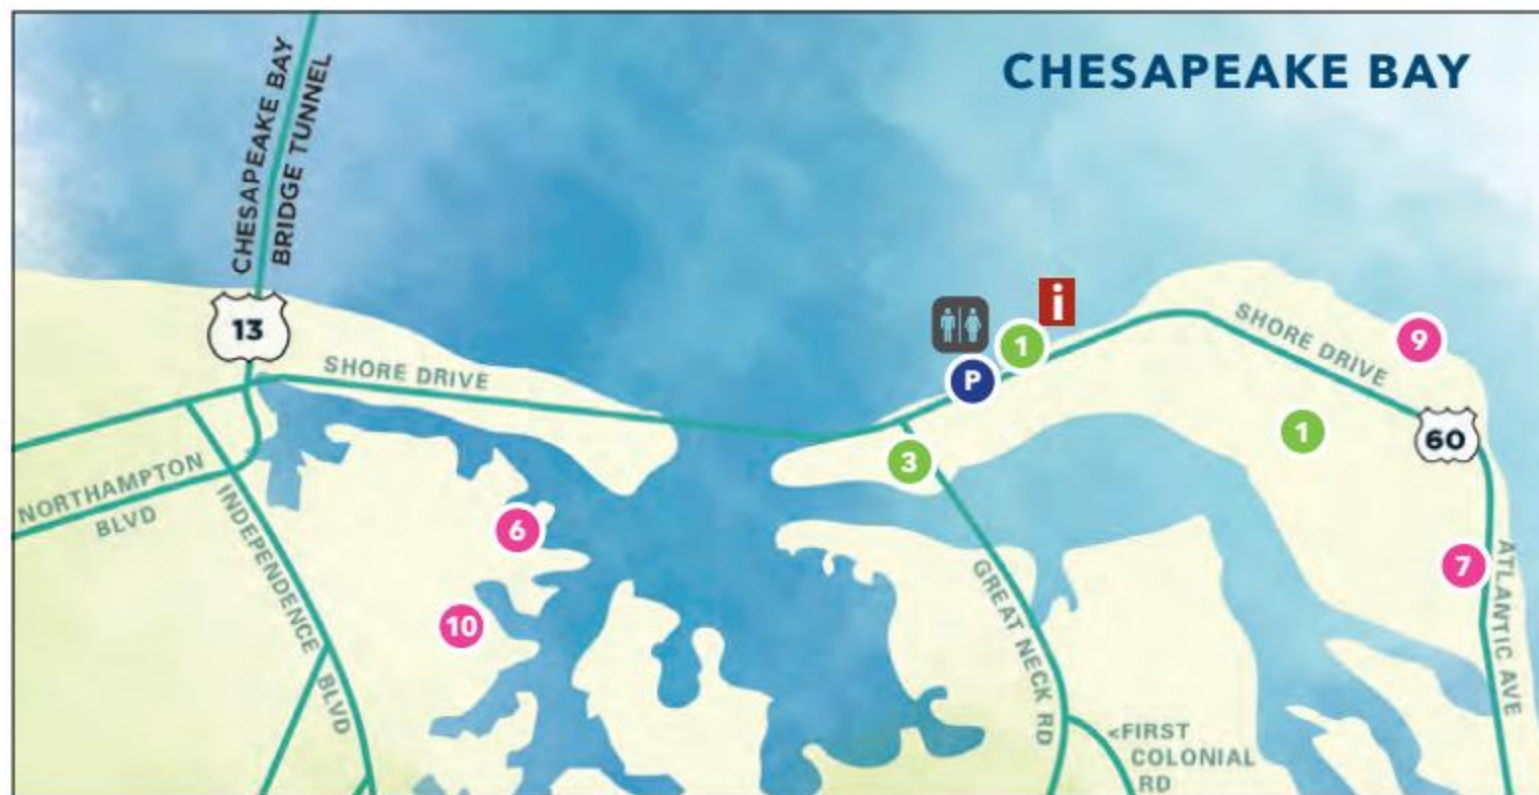 CHESAPEAKE BAY
CHESAPEAKE BAY
BRIDGE TUNNEL
13
SHORE DRIVE
i
1
P
SHORE DRIVE
9
1
60
3
NORTHAMPTON
BLVD
INDEPENDENCE
BLVD
6
10
7
GREAT NECK RD
ATLANTIC AVE
<FIRST
COLONIAL
RD